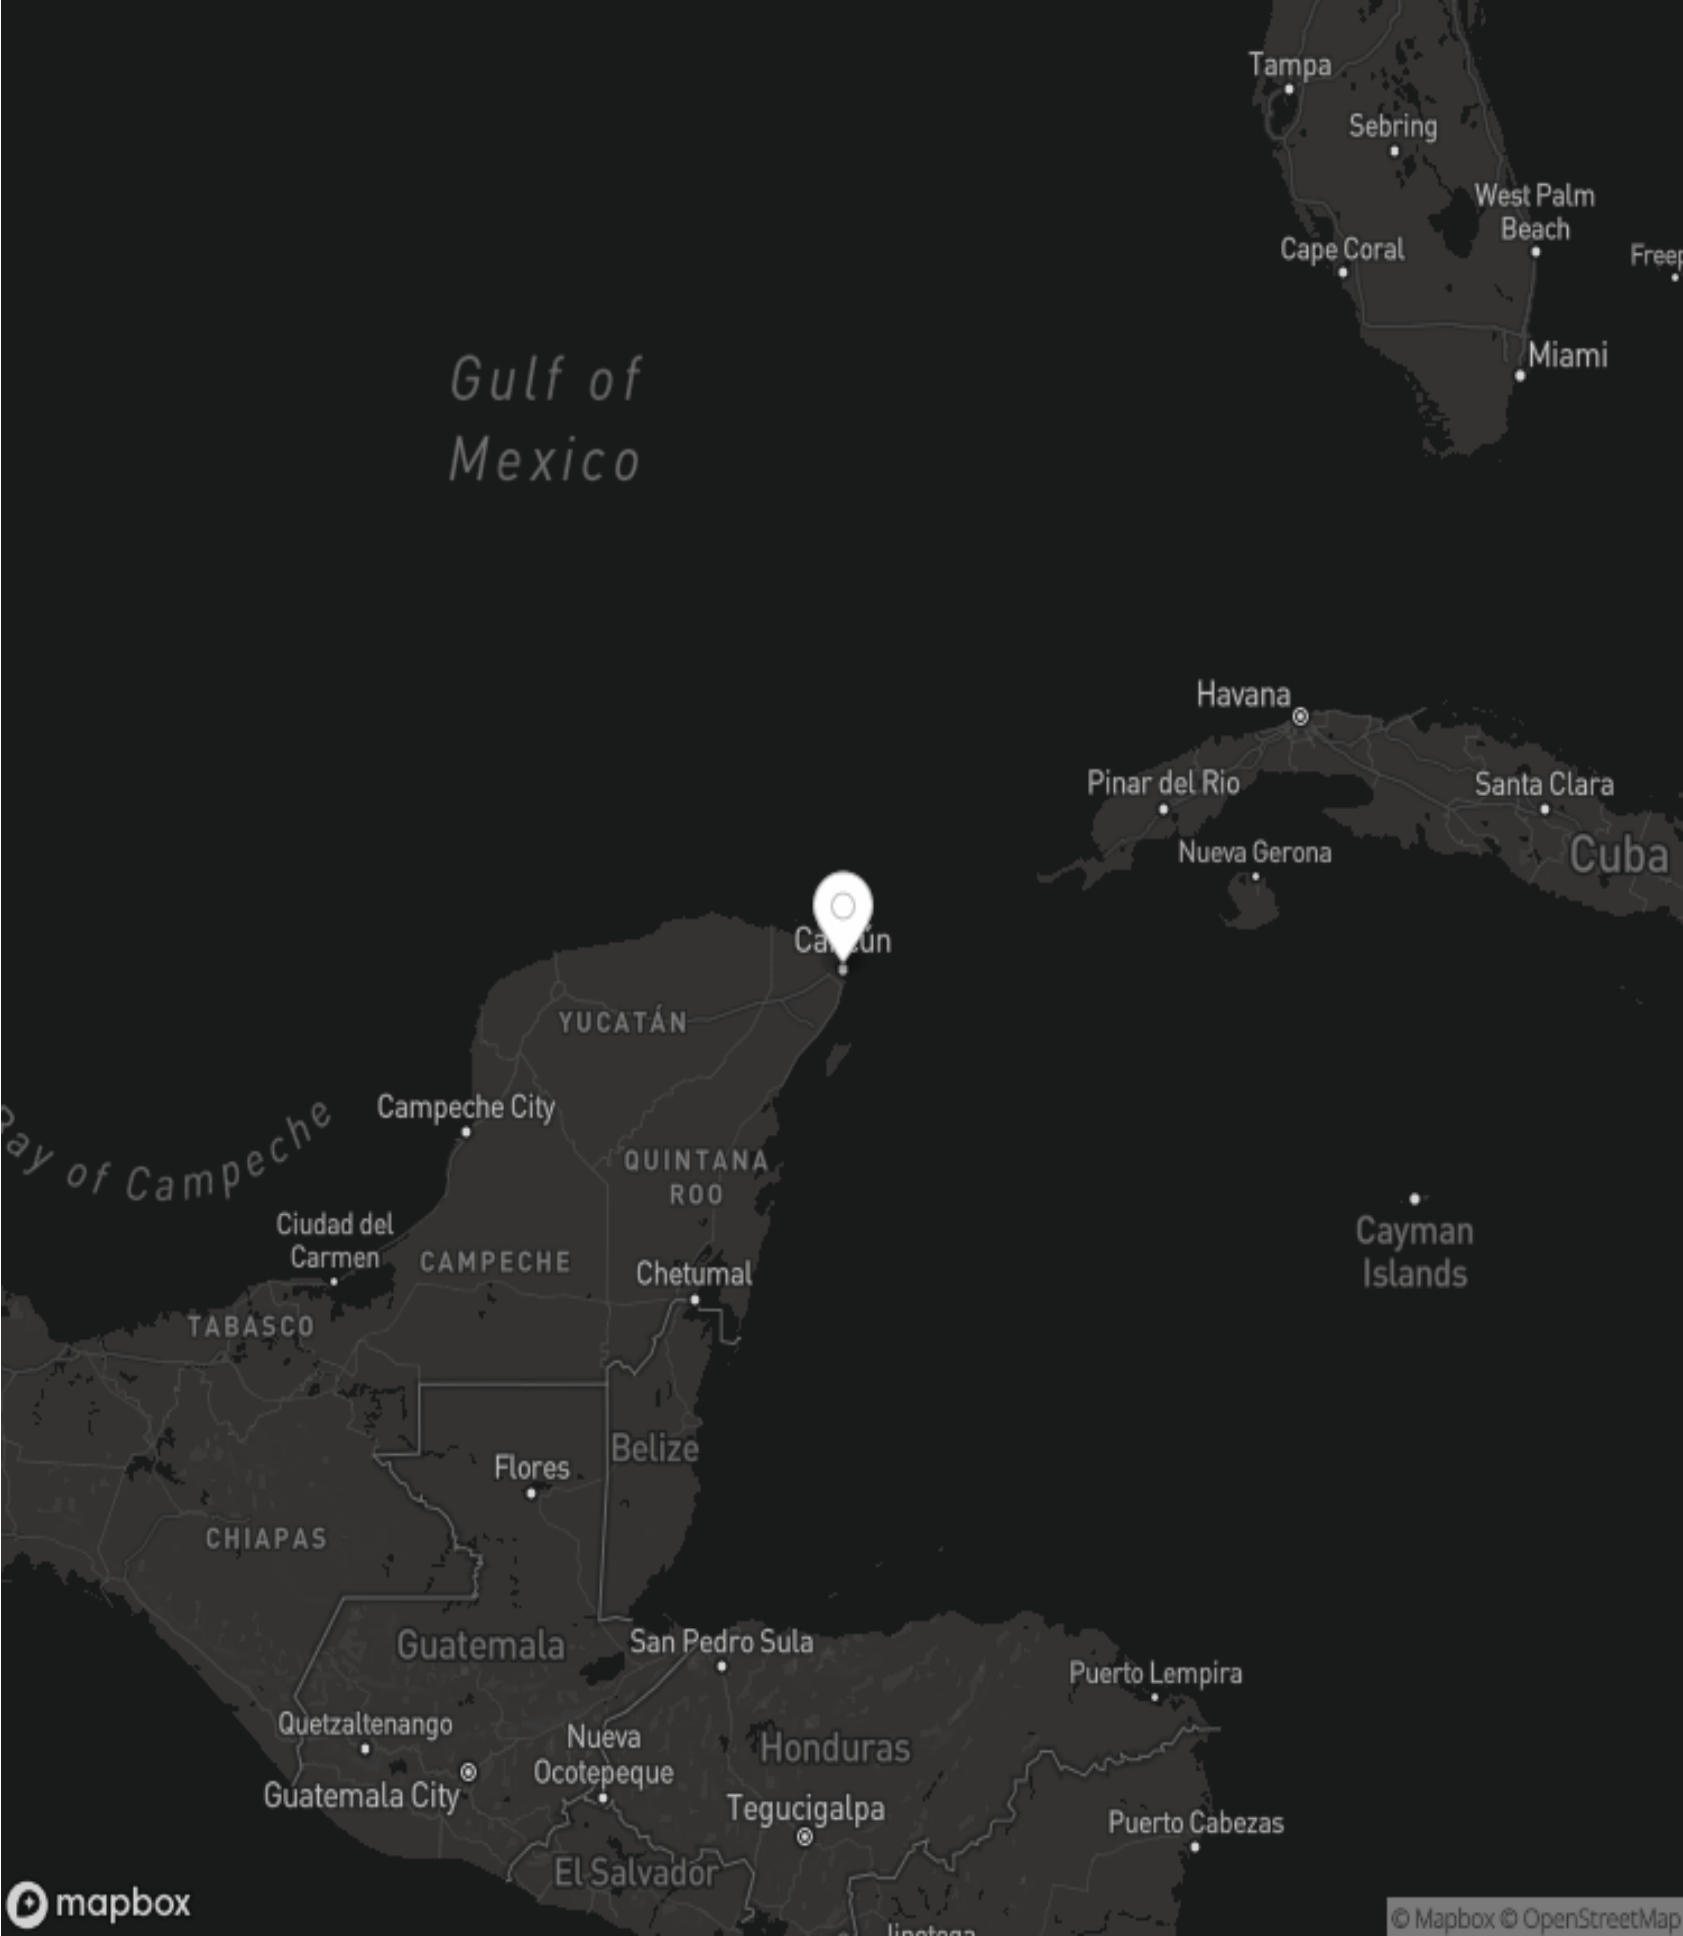 Tampa
Sebring
West Palm
Beach
Cape Coral
Miami
Gulf of
Mexico
Havana
Pinar del Rio
Santa Clara
Cuba
Nueva Gerona
YUCATÁN
Campeche City
Bay of Campeche
QUINTANA
ROO
Cayman
Islands
Ciudad del
Carmen
CAMPECHE
Chetumal
TABASCO
Belize
Flores
CHIAPAS
Guatemala
San Pedro Sula
Puerto Lempira
Quetzaltenango
Nueva
Ocotepeque
Honduras
Guatemala City
Tegucigalpa
Puerto Cabezas
El Salvador
mapbox
© Mapbox © OpenStreetMap